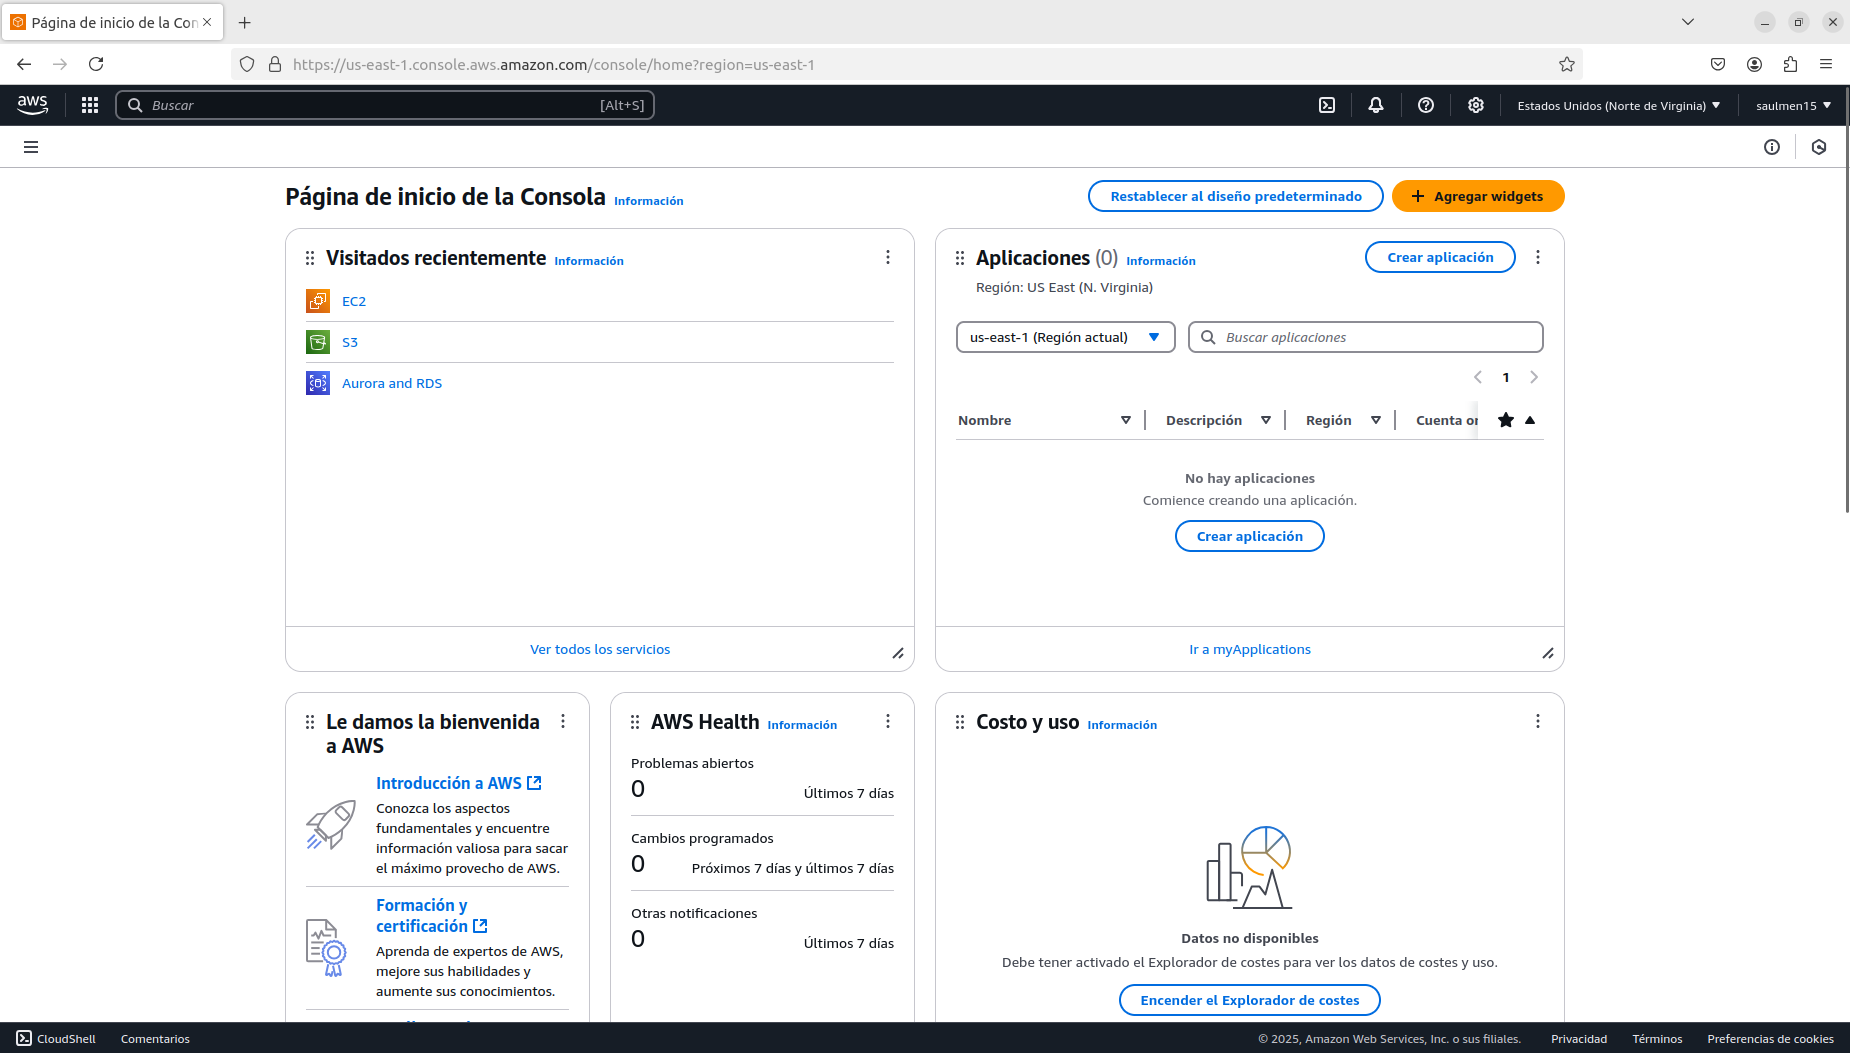 Página de inicio de la Con
https://us-east-1.console.aws.amazon.com/console/home?region=us-east-1
aws
Buscar
[Alt+S]
Estados Unidos (Norte de Virginia)
saulmen15
Página de inicio de la Consola
Información
Restablecer al diseño predeterminado
Agregar widgets
Visitados recientemente
Información
EC2
S3
Aurora and RDS
Ver todos los servicios
Aplicaciones (0)
Información
Crear aplicación
Región: US East (N. Virginia)
us-east-1 (Región actual)
Buscar aplicaciones
1
Nombre
Descripción
Región
Cuenta or
No hay aplicaciones
Comience creando una aplicación.
Crear aplicación
Ir a myApplications
Le damos la bienvenida
a AWS
Introducción a AWS
Conozca los aspectos
fundamentales y encuentre
información valiosa para sacar
el máximo provecho de AWS.
Formación y
certificación
Aprenda de expertos de AWS,
mejore sus habilidades y
aumente sus conocimientos.
AWS Health
Información
Problemas abiertos
0
Últimos 7 días
Cambios programados
0
Próximos 7 días y últimos 7 días
Otras notificaciones
0
Últimos 7 días
Costo y uso
Información
Datos no disponibles
Debe tener activado el Explorador de costes para ver los datos de costes y uso.
Encender el Explorador de costes
CloudShell
Comentarios
© 2025, Amazon Web Services, Inc. o sus filiales.
Privacidad
Términos
Preferencias de cookies